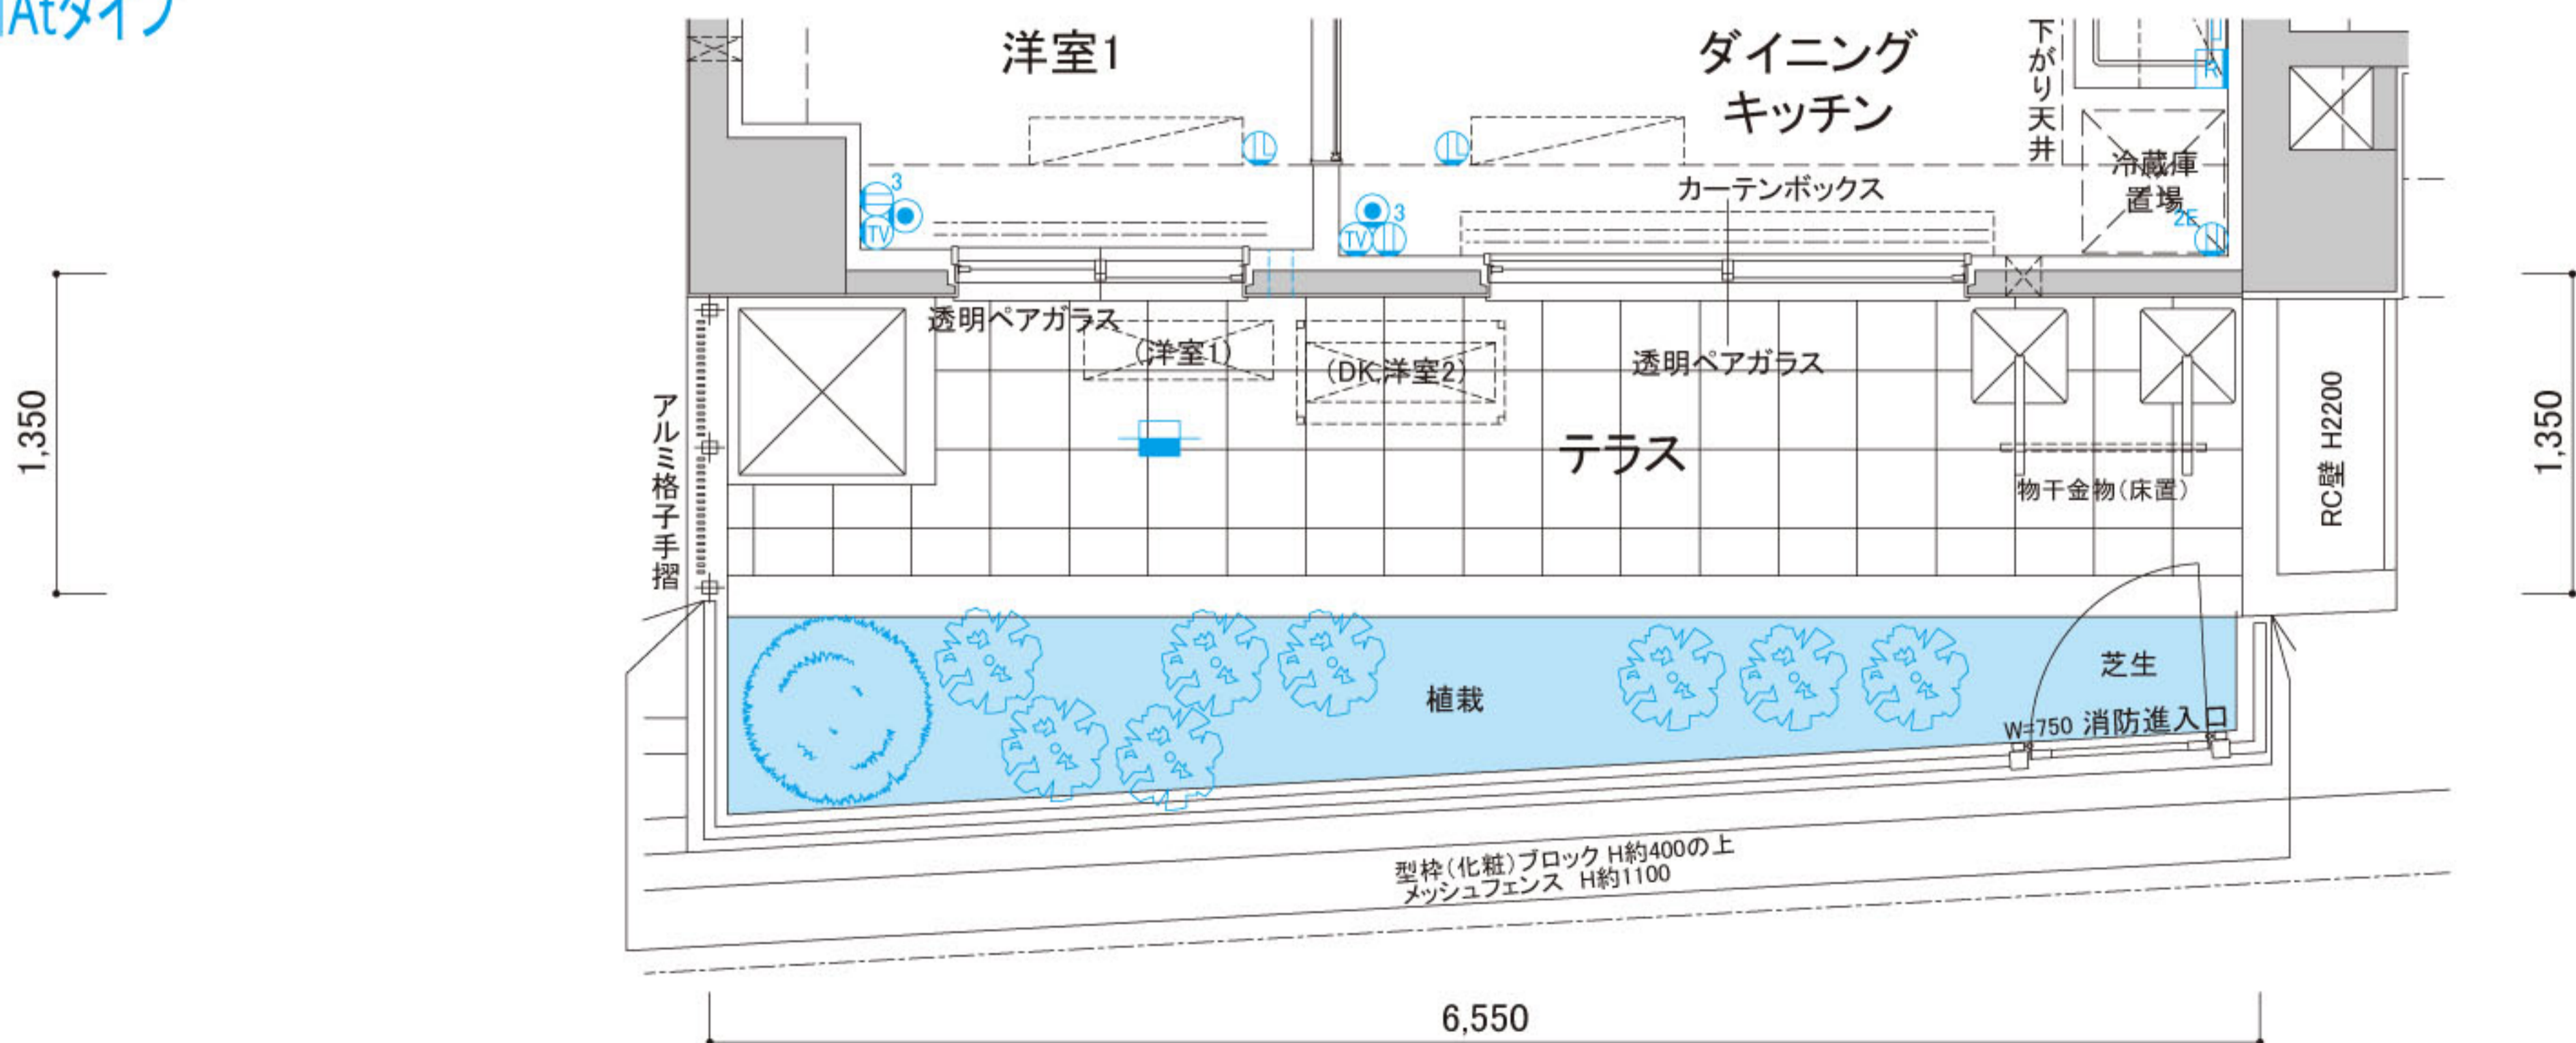 Atタイプ
洋室1
ダイニング
キッチン
下がり天井
R
冷蔵庫
置場
2E
カーテンボックス
3
TV
3
TV
透明ペアガラス
(洋室1)
(DK,洋室2)
透明ペアガラス
テラス
物干金物(床置)
アルミ格子手摺
RC壁 H2200
1,350
1,350
植栽
芝生
W=750 消防進入口
型枠(化粧)ブロック H約400の上
メッシュフェンス H約1100
6,550